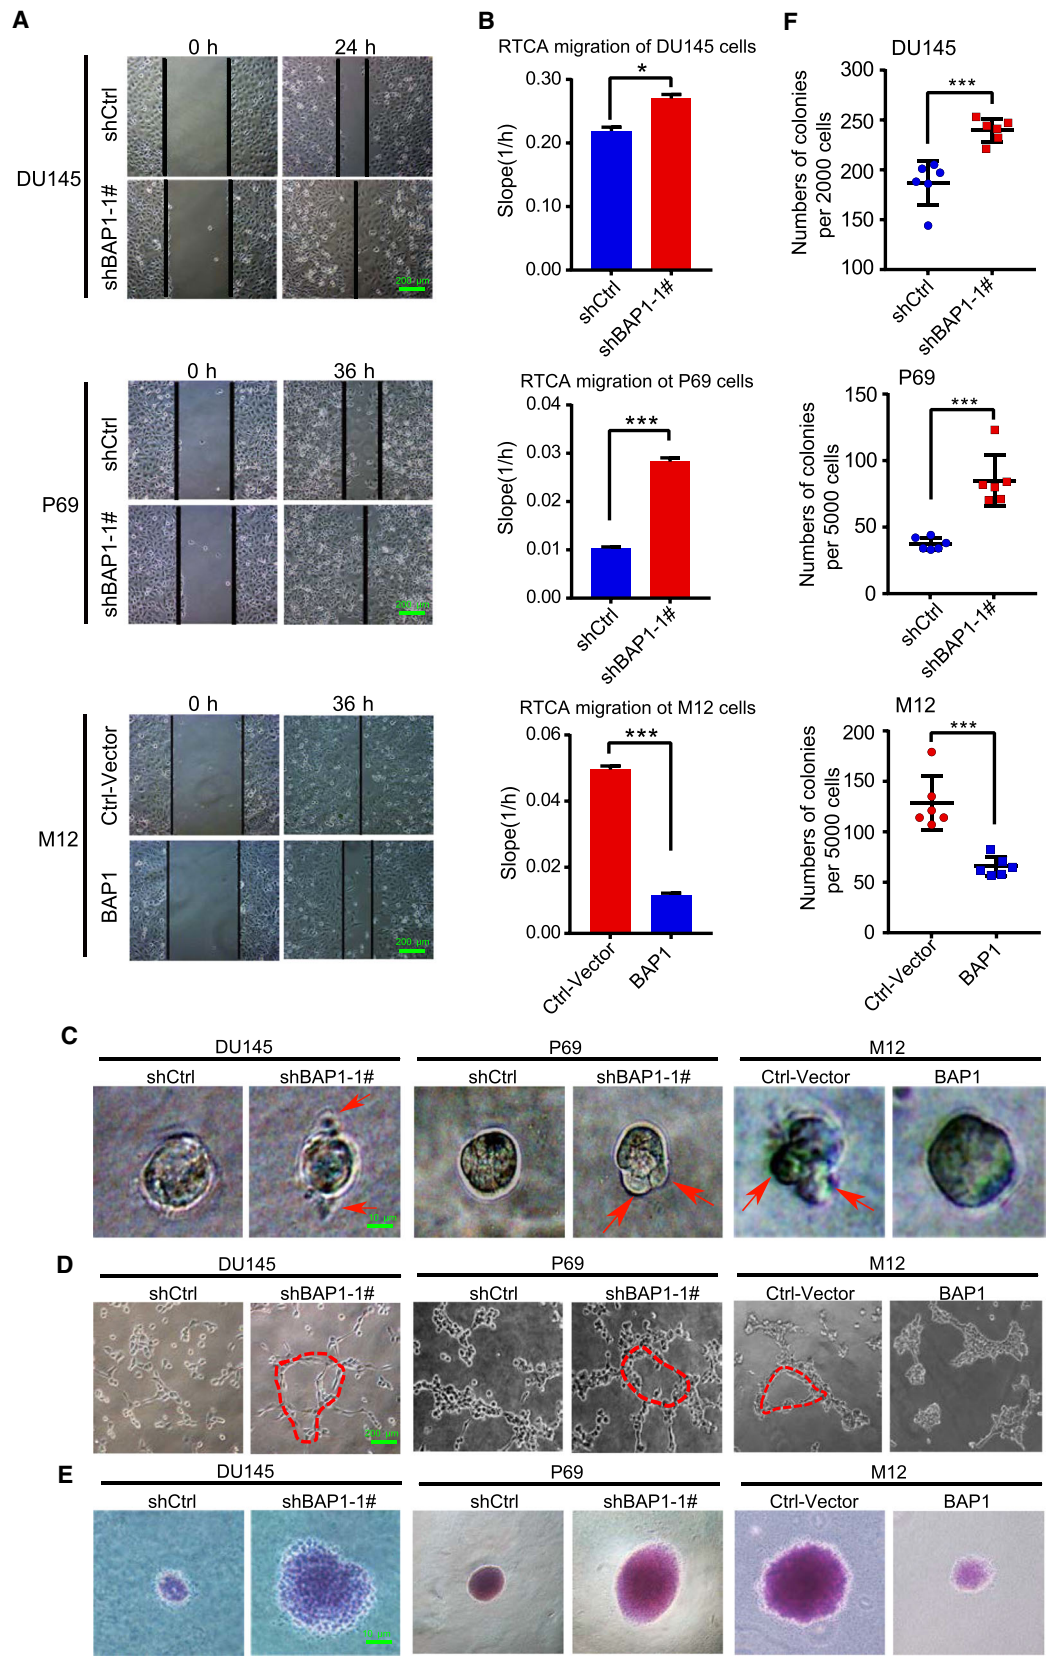 A
0 h
24 h
DU145
shCtrl
shBAP1-1#
200 μm
0 h
36 h
P69
shCtrl
shBAP1-1#
0 h
36 h
M12
Ctrl-Vector
BAP1
200 μm
B
RTCA migration of DU145 cells
Slope(1/h)
0.30
0.20
0.10
0.00
*
shCtrl
shBAP1-1#
RTCA migration ot P69 cells
Slope(1/h)
0.04
0.03
0.02
0.01
0.00
***
shCtrl
shBAP1-1#
RTCA migration ot M12 cells
Slope(1/h)
0.06
0.04
0.02
0.00
***
Ctrl-Vector
BAP1
F
DU145
Numbers of colonies
per 2000 cells
300
250
200
150
100
***
shCtrl
shBAP1-1#
P69
Numbers of colonies
per 5000 cells
150
100
50
0
***
shCtrl
shBAP1-1#
M12
Numbers of colonies
per 5000 cells
200
150
100
50
0
***
Ctrl-Vector
BAP1
C
DU145 P69 M12
shCtrl shBAP1-1# shCtrl shBAP1-1# Ctrl-Vector BAP1
10 μm
D
DU145 P69 M12
shCtrl shBAP1-1# shCtrl shBAP1-1# Ctrl-Vector BAP1
E
DU145 P69 M12
shCtrl shBAP1-1# shCtrl shBAP1-1# Ctrl-Vector BAP1